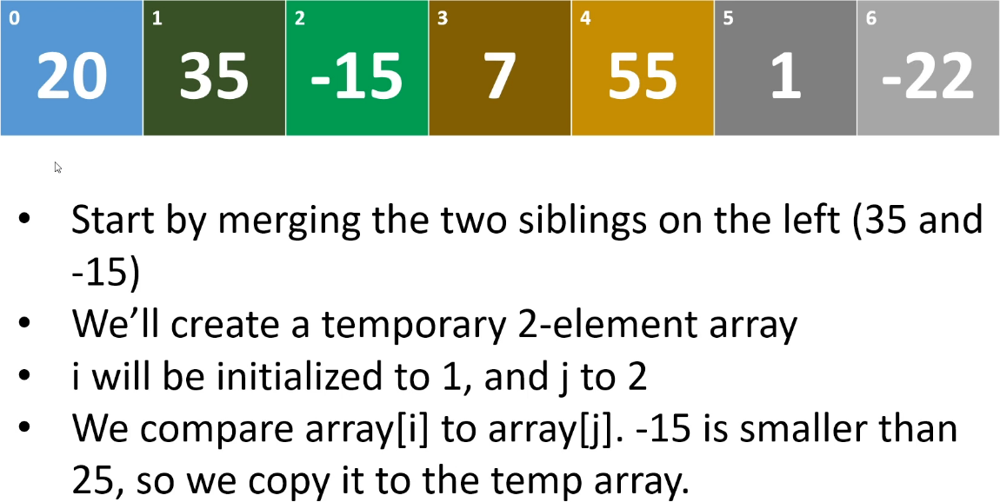 0 1 2 3 4 5 6
20 35 -15 7 55 1 -22
• Start by merging the two siblings on the left (35 and
-15)
• We’ll create a temporary 2-element array
• i will be initialized to 1, and j to 2
• We compare array[i] to array[j]. -15 is smaller than
25, so we copy it to the temp array.